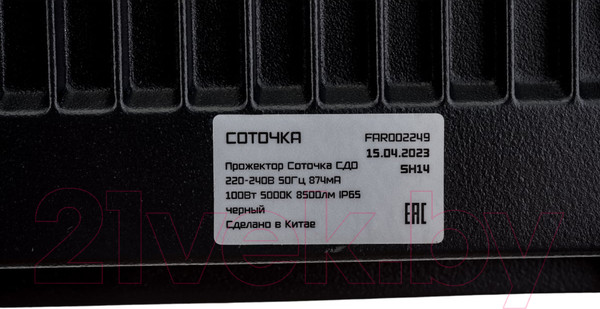 СОТОЧКА FAR002249
15.04.2023
Прожектор Соточка СДО SH14
220-240В 50Гц 874мА
100Вт 5000К 8500лм IP65
черный
Сделано в Китае
EAC
21vek.by